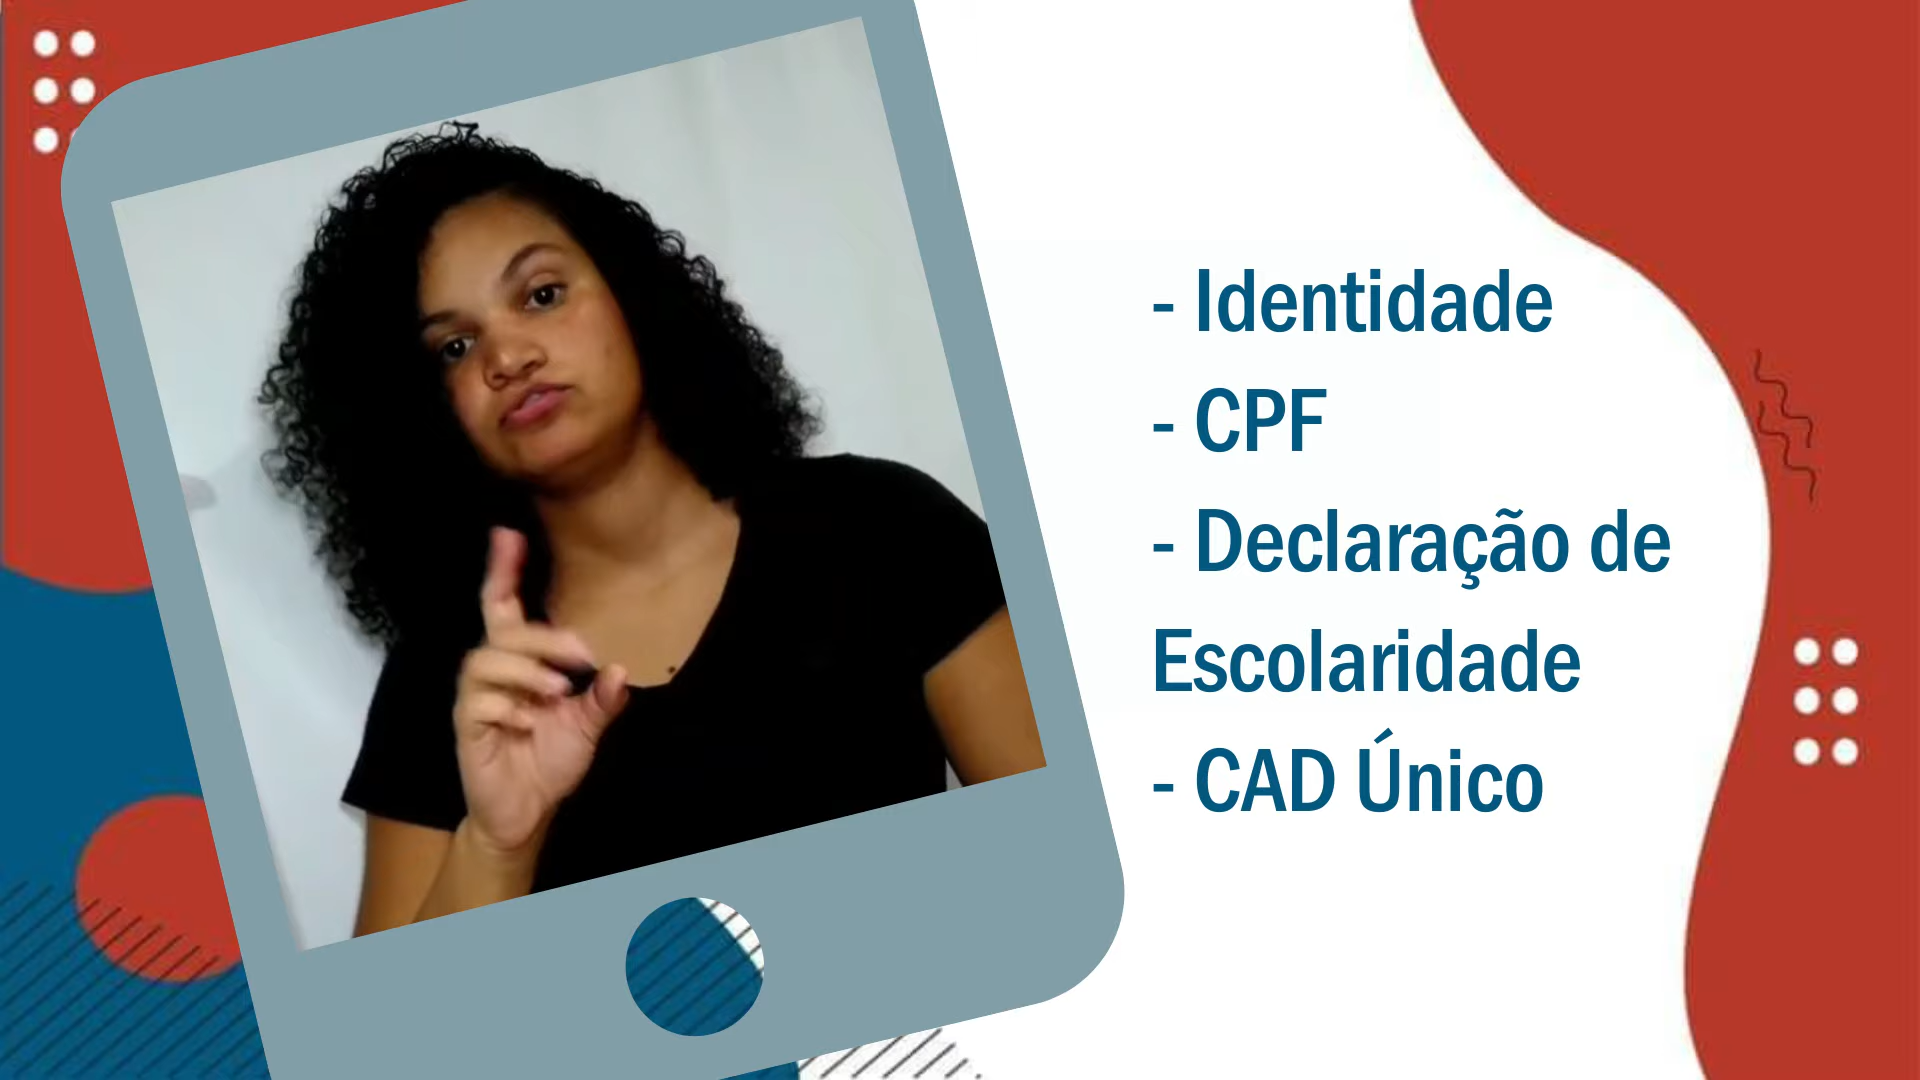 - Identidade
- CPF
- Declaração de
Escolaridade
- CAD Único